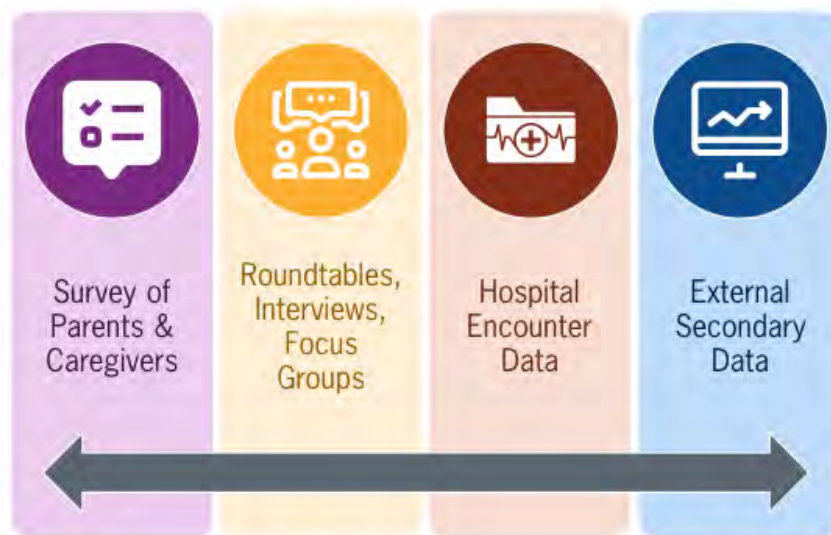 Survey of
Parents &
Caregivers
Roundtables,
Interviews,
Focus
Groups
Hospital
Encounter
Data
External
Secondary
Data